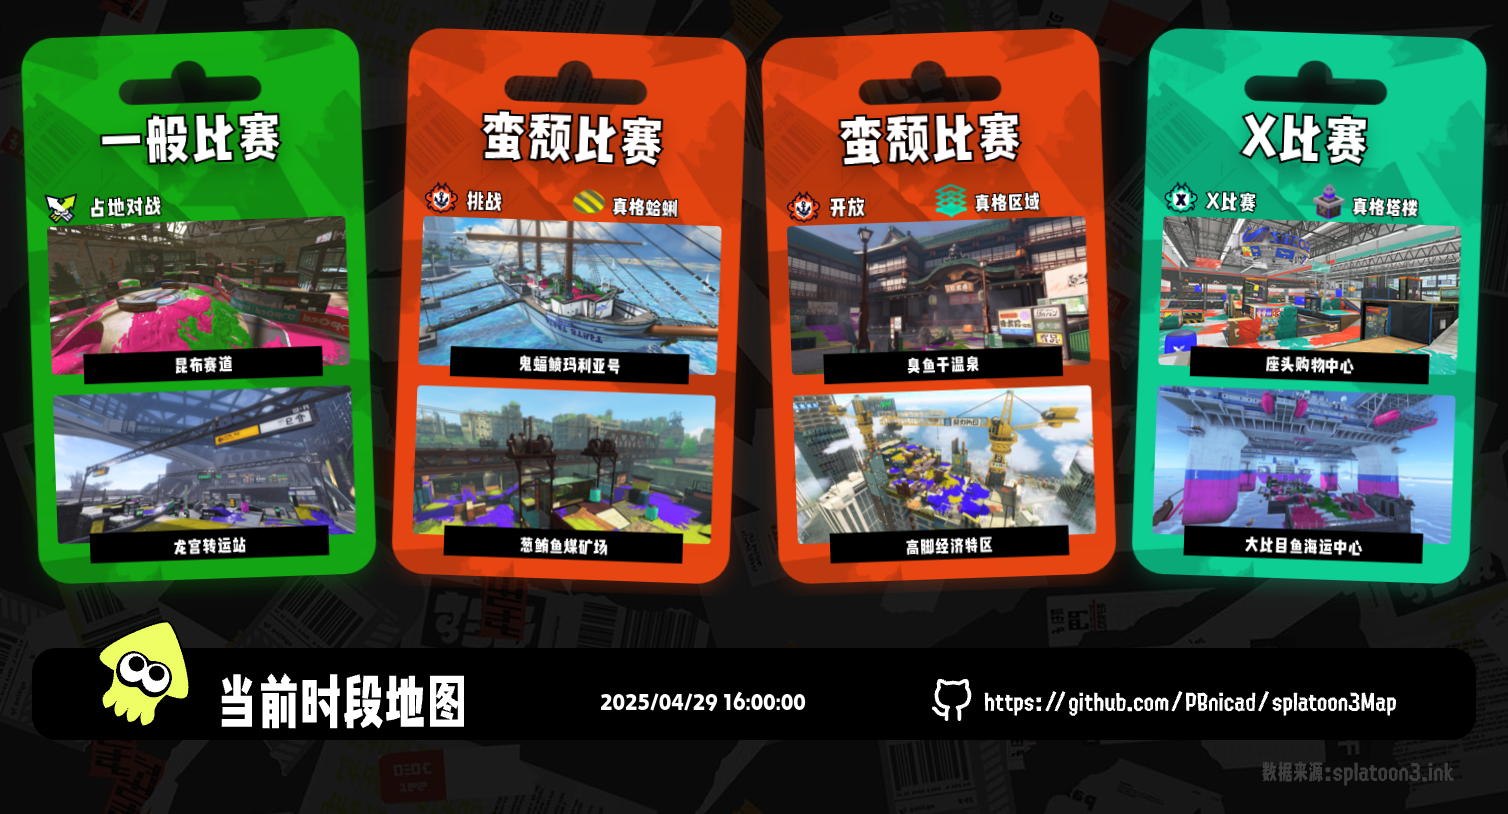 一般比赛
占地对战
昆布赛道
龙宫转运站
蛮颓比赛
挑战
真格蛤蜊
鬼蝠鲼玛利亚号
葱鲔鱼煤矿场
蛮颓比赛
开放
真格区域
臭鱼干温泉
高脚经济特区
X比赛
X比赛
真格塔楼
座头购物中心
大比目鱼海运中心
当前时段地图
2025/04/29 16:00:00
https://github.com/PBnicad/splatoon3Map
数据来源:splatoon3.ink